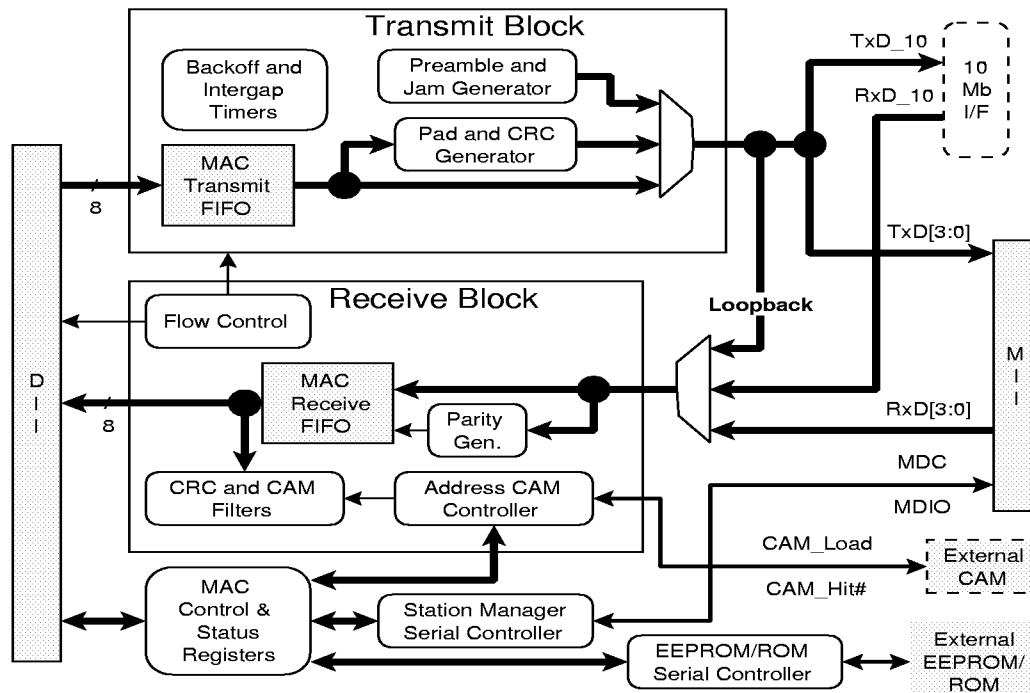 Transmit Block
Backoff and
Intergap
Timers
Preamble and
Jam Generator
Pad and CRC
Generator
MAC
Transmit
FIFO
8
TxD_10
RxD_10
10
Mb
I/F
TxD[3:0]
Receive Block
Flow Control
Loopback
D
I
I
M
I
I
MAC
Receive
FIFO
8
Parity
Gen.
RxD[3:0]
CRC and CAM
Filters
Address CAM
Controller
MDC
MDIO
CAM_Load
CAM_Hit#
External
CAM
MAC
Control &
Status
Registers
Station Manager
Serial Controller
EEPROM/ROM
Serial Controller
External
EEPROM/
ROM